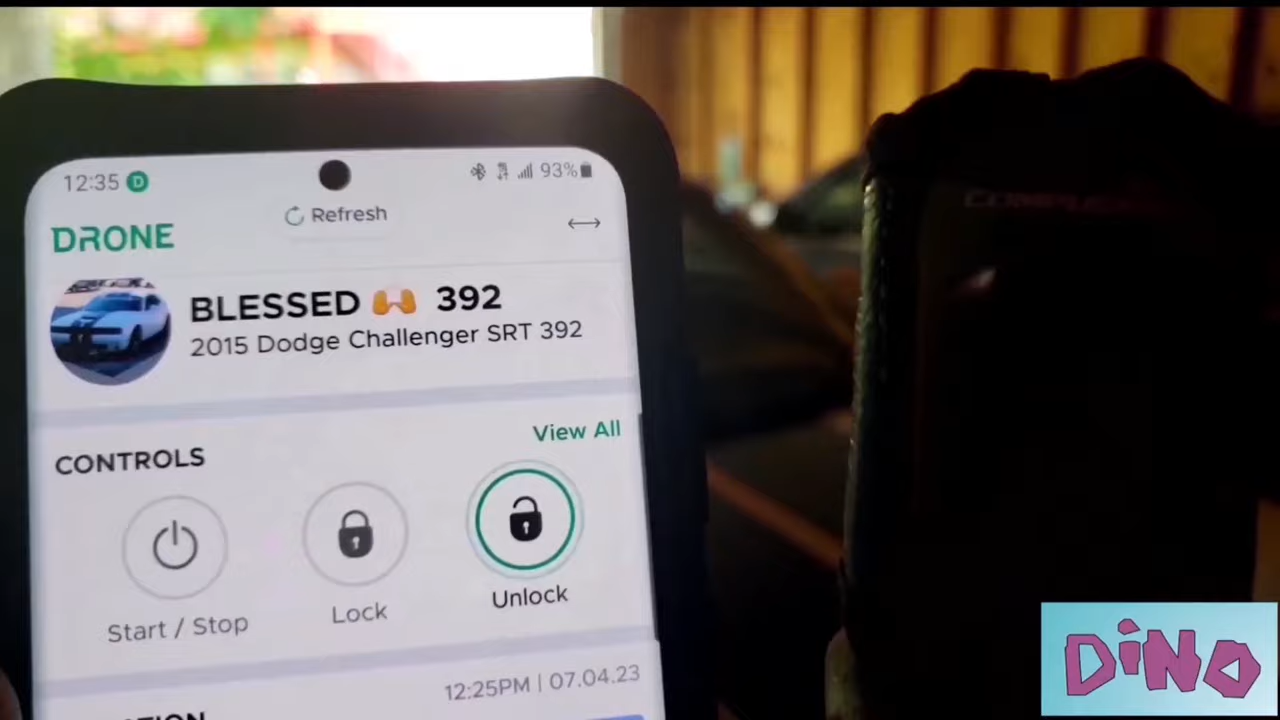 12:35 D 93%
Refresh
DRONE
BLESSED 🙌 392
2015 Dodge Challenger SRT 392
View All
CONTROLS
Start / Stop
Lock
Unlock
12:25PM | 07.04.23
DiNO